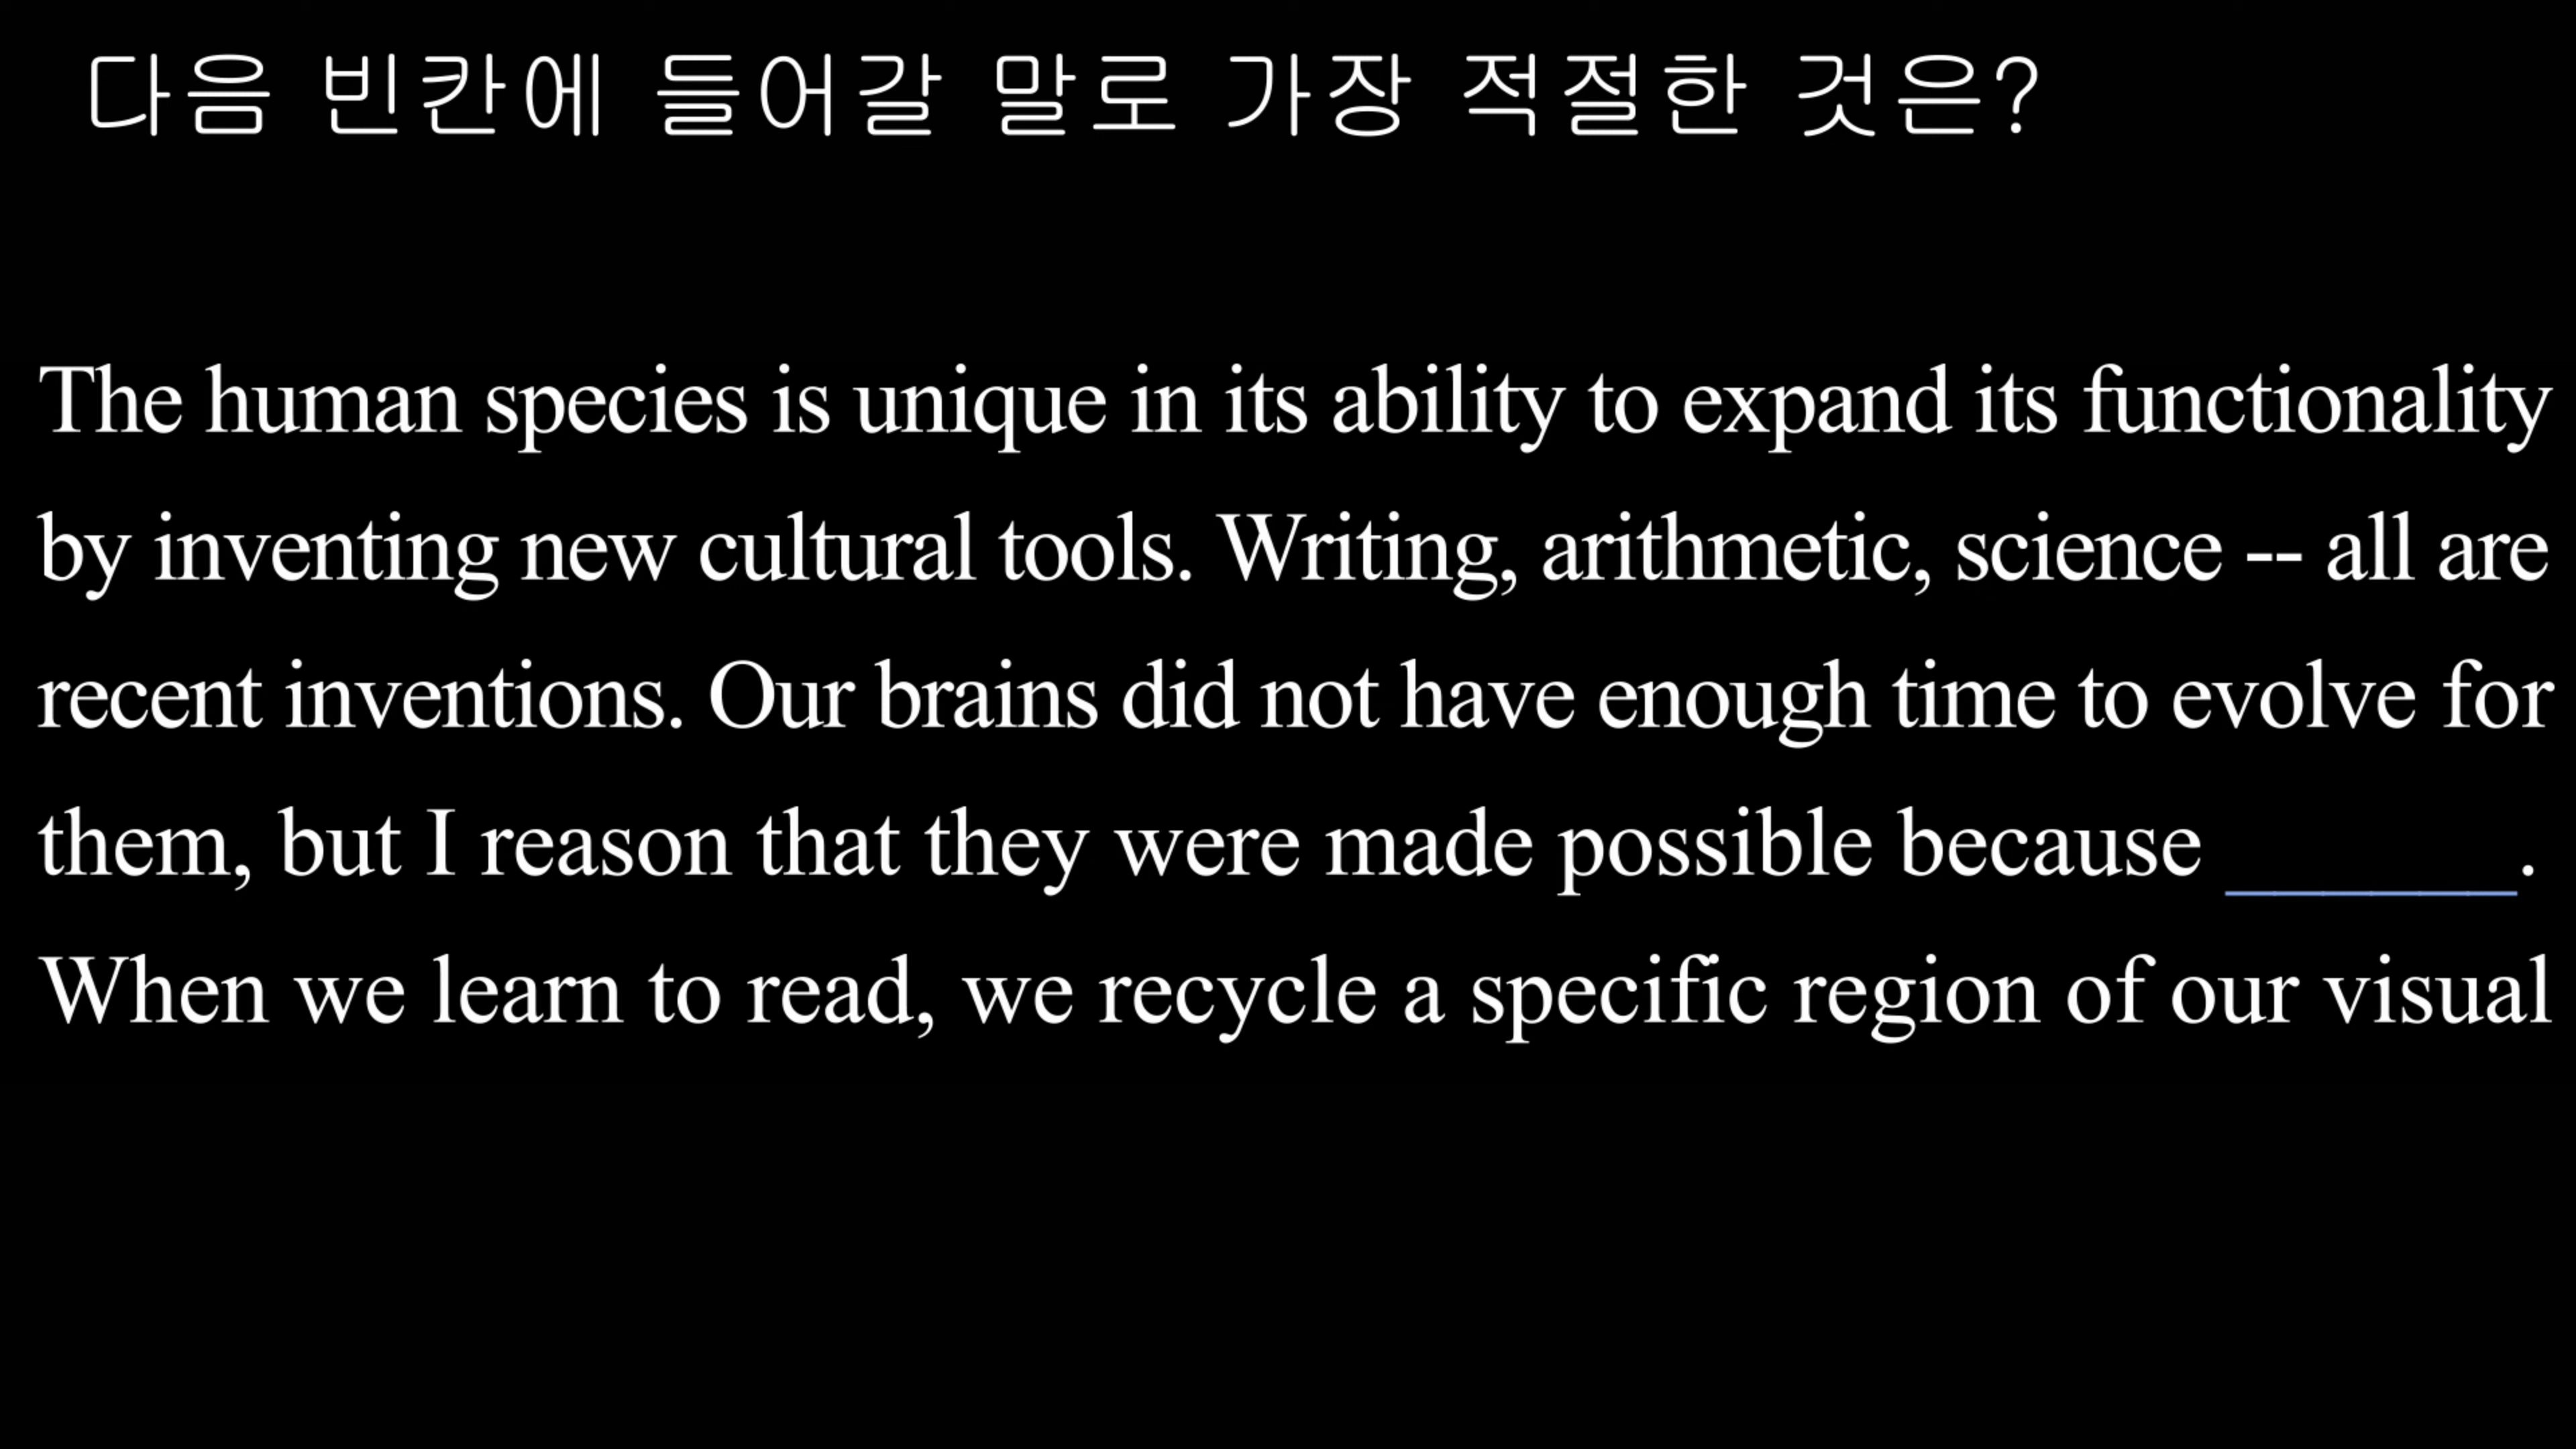 다음 빈칸에 들어갈 말로 가장 적절한 것은?
The human species is unique in its ability to expand its functionality
by inventing new cultural tools. Writing, arithmetic, science -- all are
recent inventions. Our brains did not have enough time to evolve for
them, but I reason that they were made possible because ______.
When we learn to read, we recycle a specific region of our visual